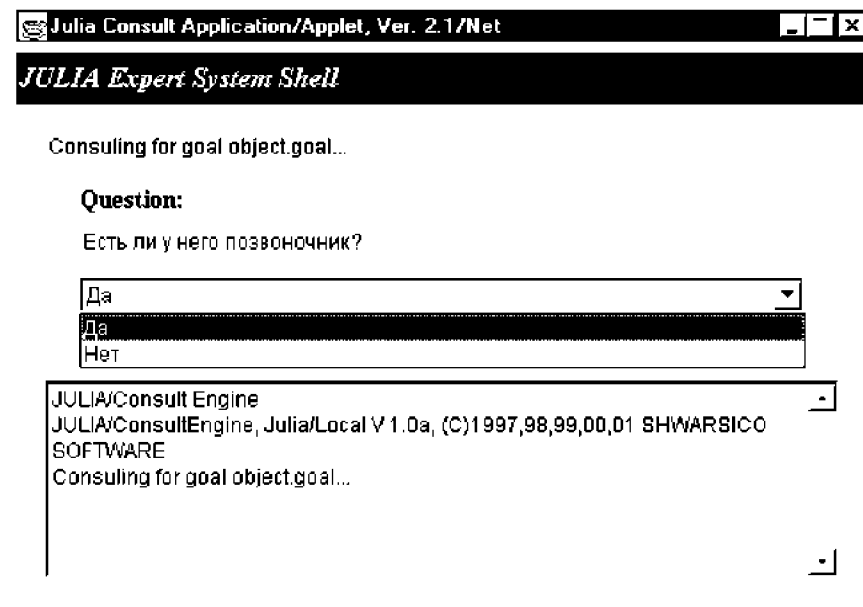 Julia Consult Application/Applet, Ver. 2.1/Net
JULIA Expert System Shell
Consuling for goal object.goal...
Question:
Есть ли у него позвоночник?
Да
Да
Нет
JULIA/Consult Engine
JULIA/ConsultEngine, Julia/Local V 1.0a, (C)1997,98,99,00,01 SHWARSICO
SOFTWARE
Consuling for goal object.goal...